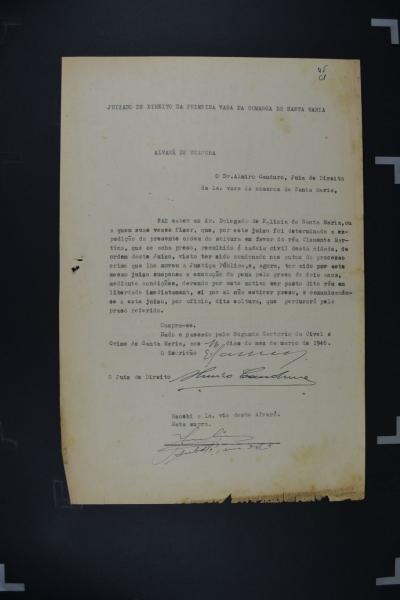 JUIZADO DE DIREITO DA PRIMEIRA VARA DA COMARCA DE SANTA MARIA
ALVARÁ DE SOLTURA
O Dr. Almiro Canduro, Juiz de Direito
da 1a. vara da comarca de Santa Maria,
FAZ saber ao Sr. Delegado de Polícia de Santa Maria, ou
a quem suas vezes fizer, que, por este juizo foi determinada a ex-
pedição do presente ordem de soltura em favor do réu Clemente Mar-
tins, que se acha preso, recolhido á cadeia civil desta cidade, de
ordem deste Juizo, visto ter sido condenado nos autos do processo
crime que lhe moveu a Justiça Pública, e, agora, ter sido por este
mesmo juizo suspensa a execução da pena pelo prazo de dois anos,
mediante condições, devendo por este motivo ser posto dito réu em
liberdade imediatament, si por al não estiver preso, e comunicando-
se a este juizo, por oficio, dita soltura, que perdurará pelo
prazo referido.
Cumpra-se.
Dado e passado pelo Segundo Cartorio do Civel e
Crime de Santa Maria, aos dias do mez de março de 1946.
O Escrivão
O Juiz de Direito
Recebi a 1a. via deste Alvará.
Data supra.